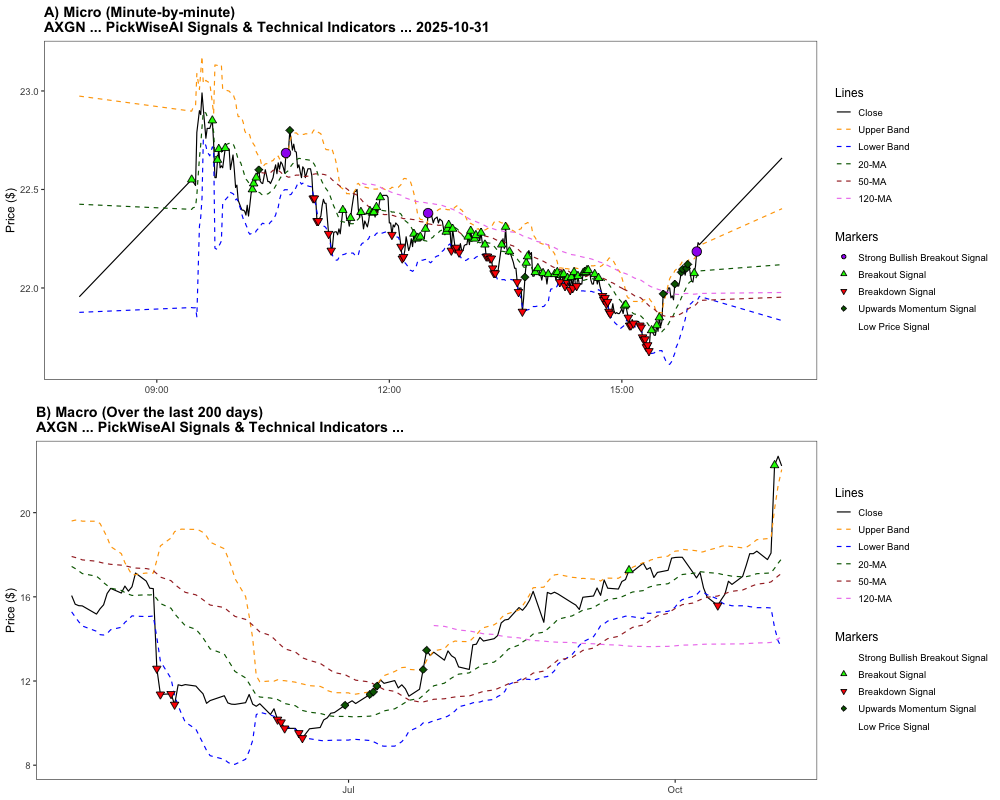 A) Micro (Minute-by-minute)
AXGN ... PickWiseAI Signals & Technical Indicators ... 2025-10-31
Price ($)
23.0
22.5
22.0
09:00
12:00
15:00
Lines
Close
Upper Band
Lower Band
20-MA
50-MA
120-MA
Markers
Strong Bullish Breakout Signal
Breakout Signal
Breakdown Signal
Upwards Momentum Signal
Low Price Signal
B) Macro (Over the last 200 days)
AXGN ... PickWiseAI Signals & Technical Indicators ...
Price ($)
20
16
12
8
Jul
Oct
Lines
Close
Upper Band
Lower Band
20-MA
50-MA
120-MA
Markers
Strong Bullish Breakout Signal
Breakout Signal
Breakdown Signal
Upwards Momentum Signal
Low Price Signal